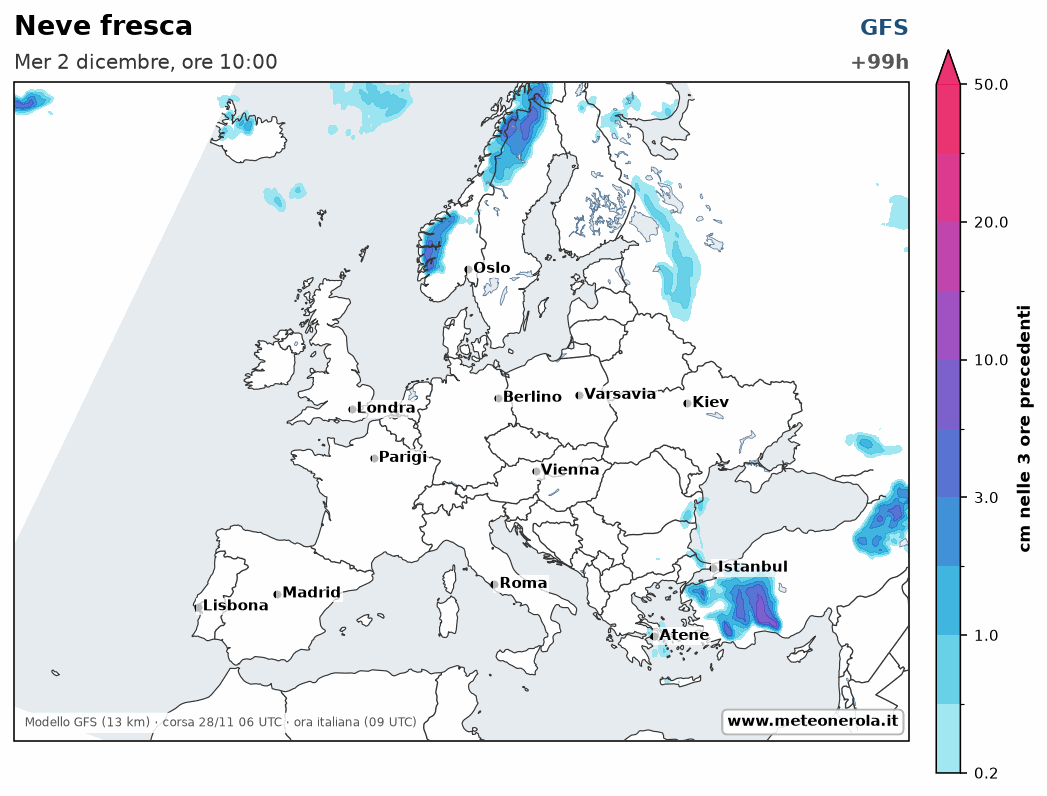 Neve fresca
GFS
Mer 2 dicembre, ore 10:00
+99h
50.0
20.0
10.0
3.0
1.0
0.2
cm nelle 3 ore precedenti
Oslo
Berlino
Varsavia
Kiev
Londra
Parigi
Vienna
Istanbul
Roma
Madrid
Lisbona
Atene
Modello GFS (13 km) · corsa 28/11 06 UTC · ora italiana (09 UTC)
www.meteonerola.it